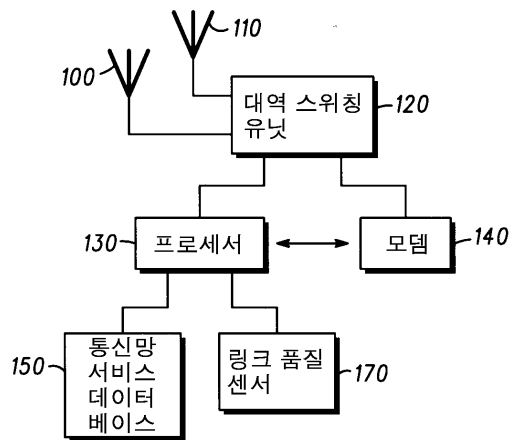 110
100
대역 스위칭
유닛
120
130
프로세서
모뎀
140
150
통신망
서비스
데이터
베이스
링크 품질
센서
170